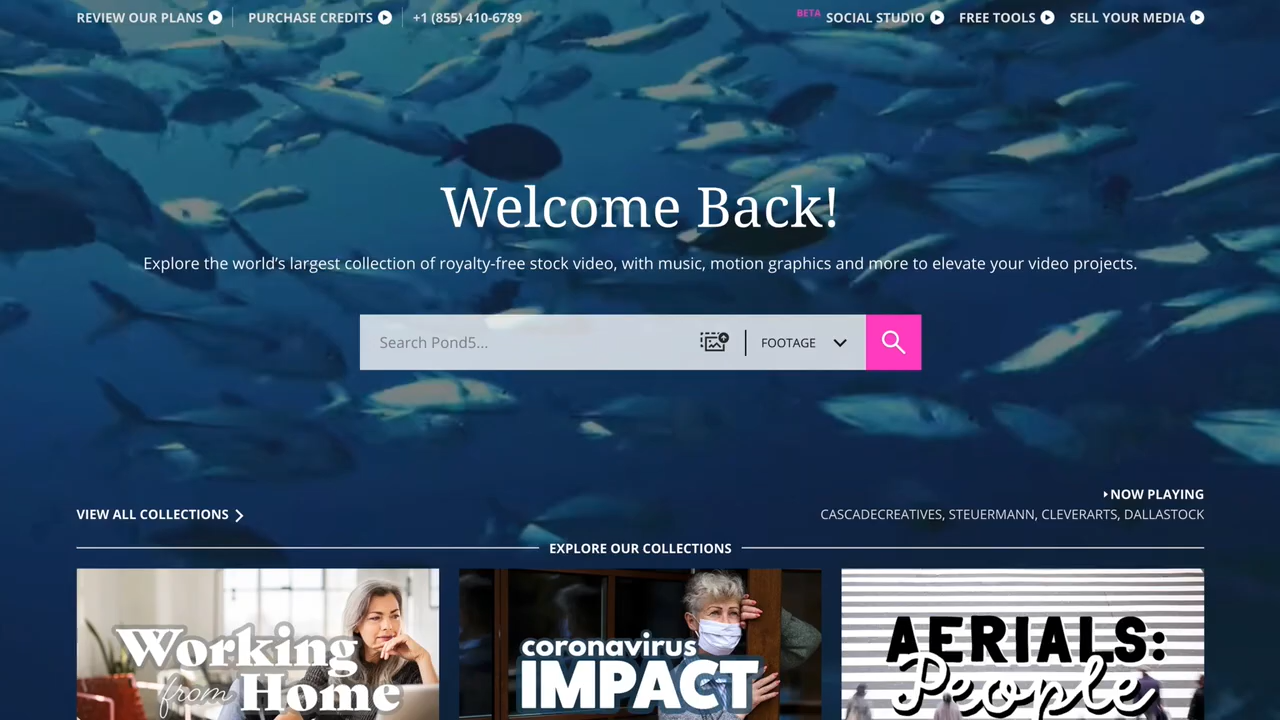 REVIEW OUR PLANS
PURCHASE CREDITS
+1 (855) 410-6789
BETA SOCIAL STUDIO
FREE TOOLS
SELL YOUR MEDIA
Welcome Back!
Explore the world’s largest collection of royalty-free stock video, with music, motion graphics and more to elevate your video projects.
Search Pond5...
FOOTAGE
NOW PLAYING
VIEW ALL COLLECTIONS
CASCADECREATIVES, STEUERMANN, CLEVERARTS, DALLASTOCK
EXPLORE OUR COLLECTIONS
Working
from Home
coronavirus
IMPACT
AERIALS:
People